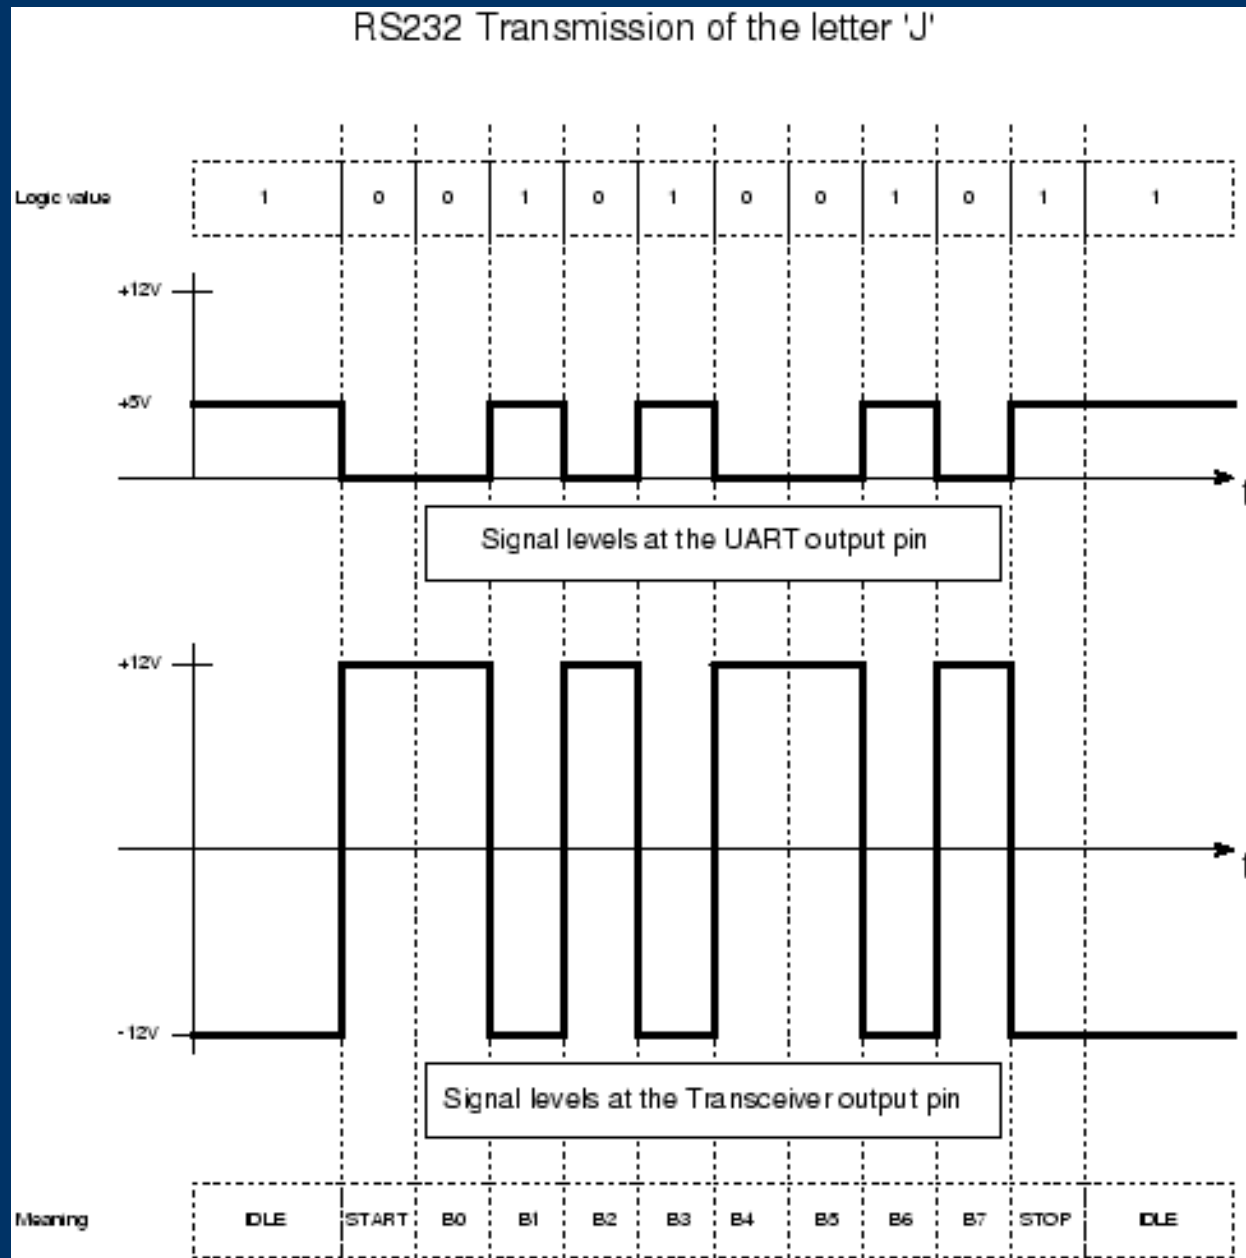 RS232 Transmission of the letter 'J'
Logic value 1 0 0 1 0 1 0 0 1 0 1 1
+12V
+5V
t
Signal levels at the UART output pin
+12V
t
-12V
Signal levels at the Transceiver output pin
Meaning IDLE START B0 B1 B2 B3 B4 B5 B6 B7 STOP IDLE